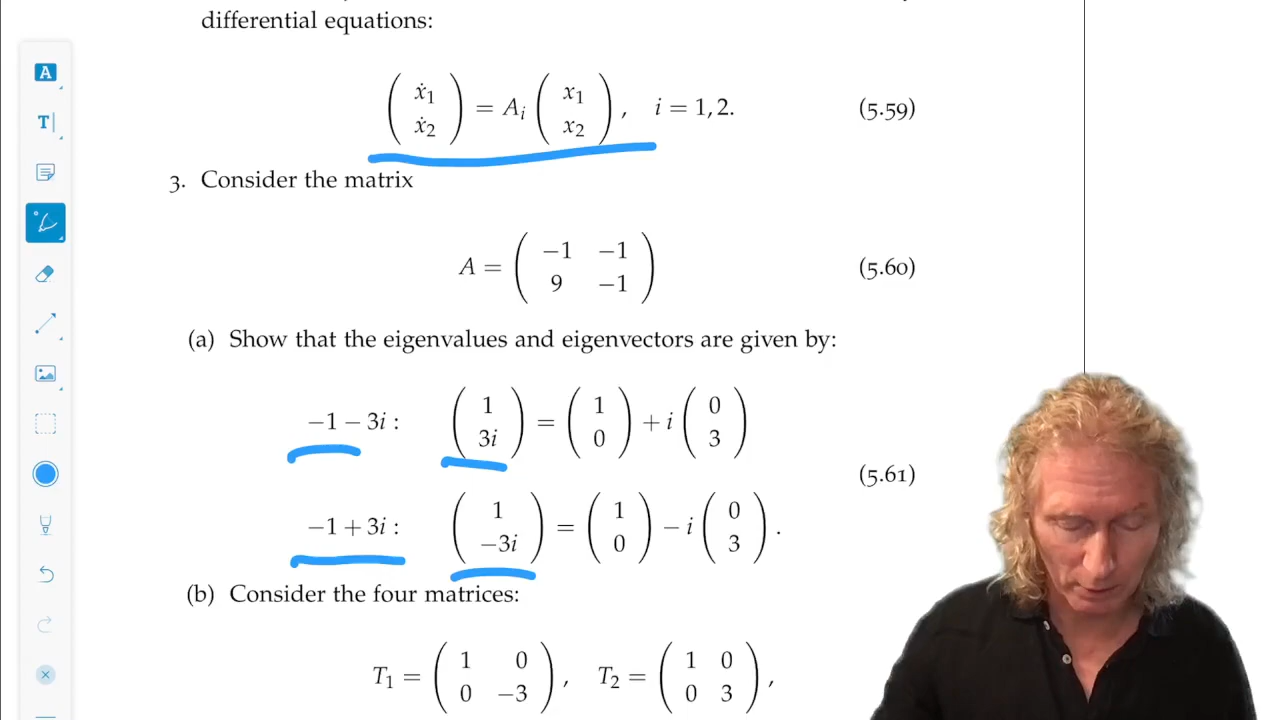 differential equations:
( ẋ₁ ẋ₂ ) = Aᵢ ( x₁ x₂ ), i = 1, 2. (5.59)
3. Consider the matrix
A = ( −1 −1 9 −1 ) (5.60)
(a) Show that the eigenvalues and eigenvectors are given by:
−1 − 3i : ( 1 3i ) = ( 1 0 ) + i ( 0 3 )
(5.61)
−1 + 3i : ( 1 −3i ) = ( 1 0 ) − i ( 0 3 ) .
(b) Consider the four matrices:
T₁ = ( 1 0 0 −3 ), T₂ = ( 1 0 0 3 ),
A
T